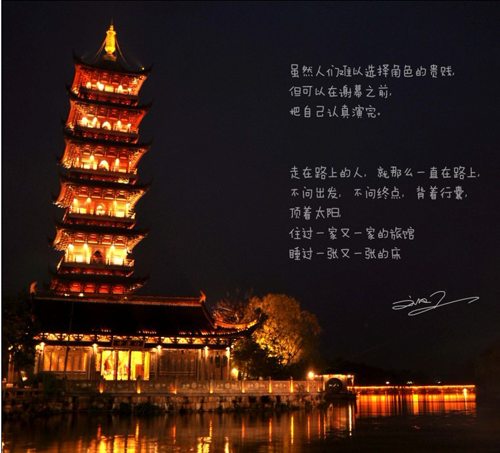 虽然人们难以选择角色的贵贱,
但可以在谢幕之前,
把自己认真演完。
走在路上的人, 就那么一直在路上,
不问出发, 不问终点, 背着行囊,
顶着太阳
住过一家又一家的旅馆
睡过一张又一张的床